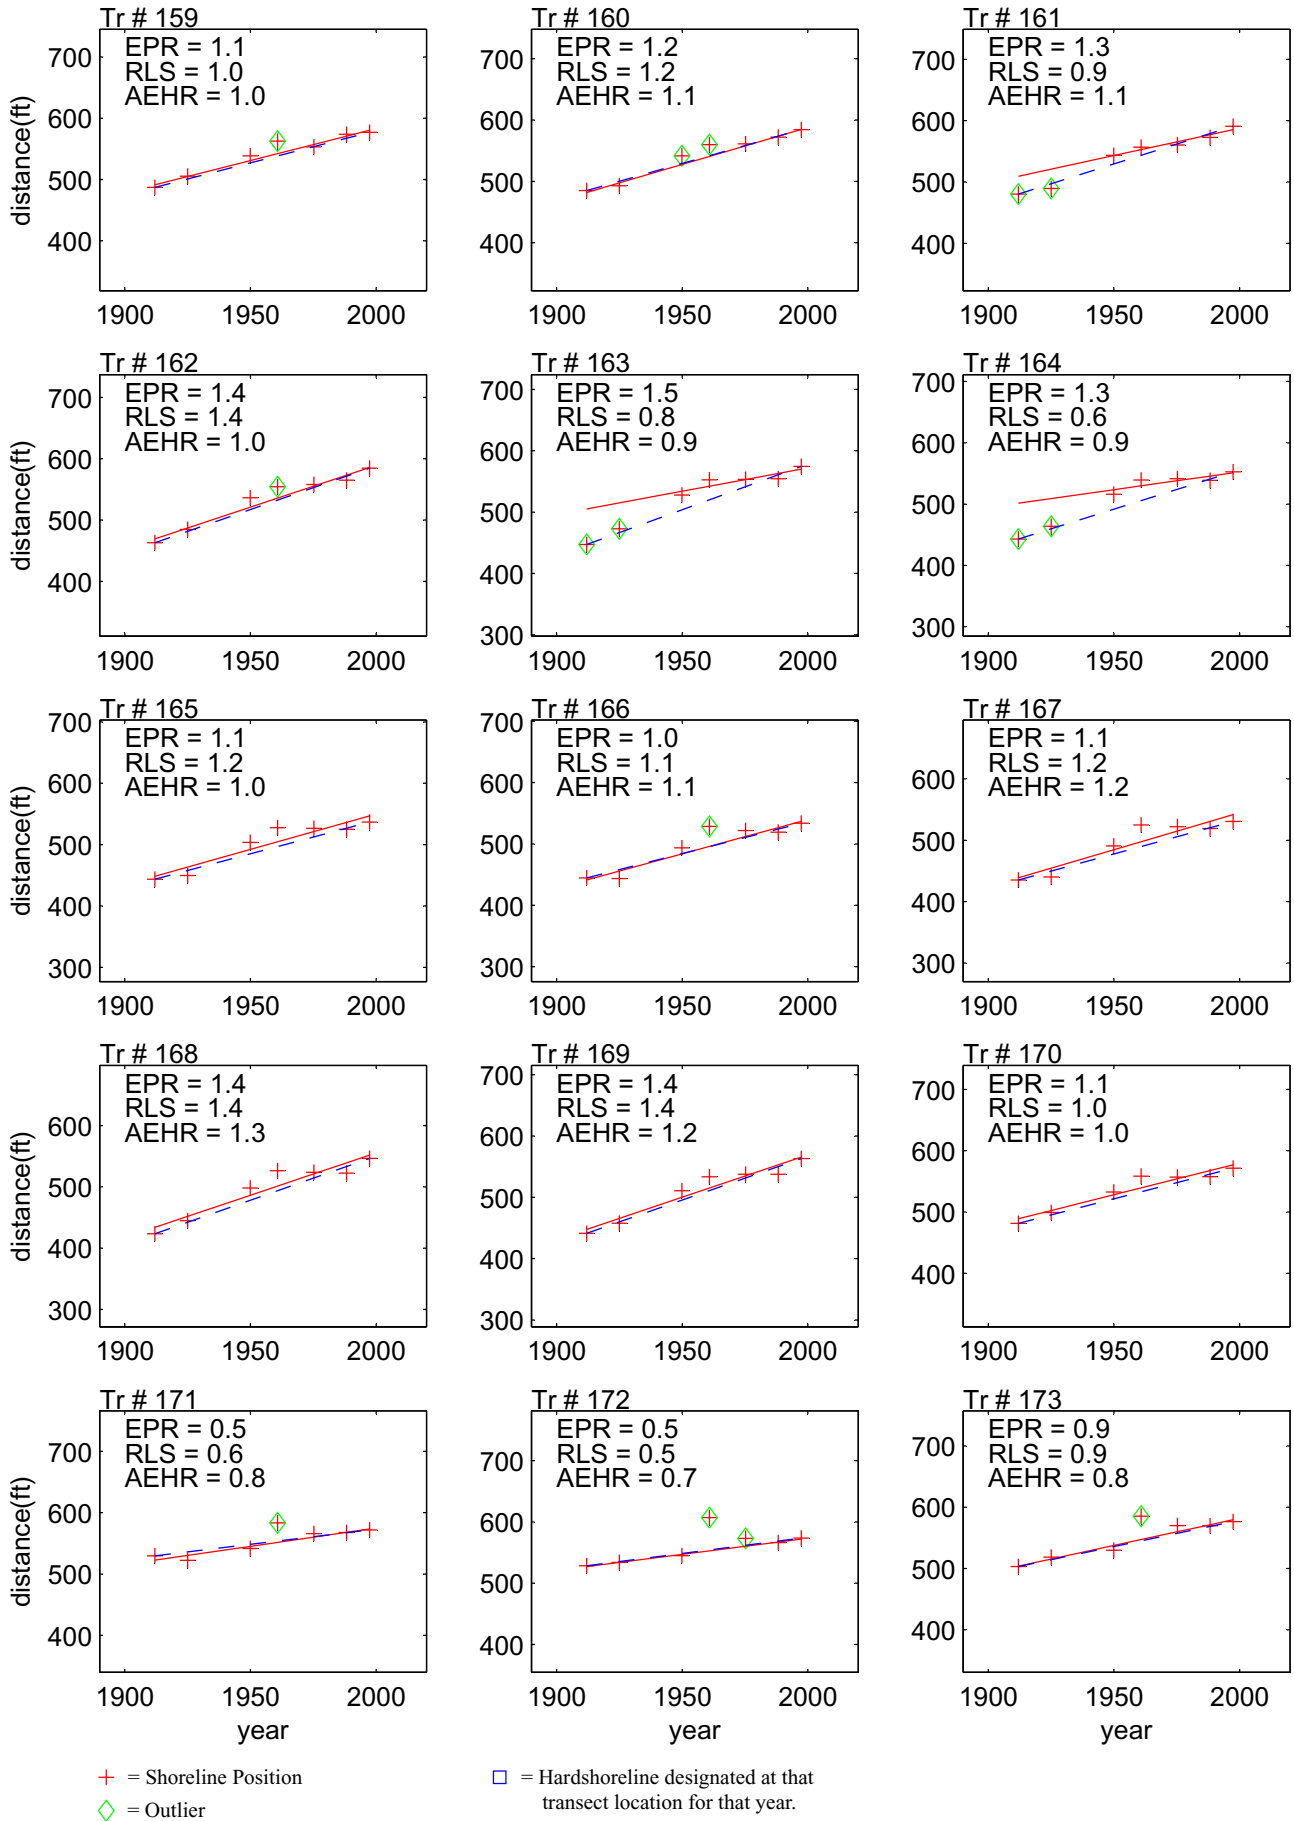 Tr # 159
EPR = 1.1
RLS = 1.0
AEHR = 1.0
700
600
500
400
distance(ft)
1900 1950 2000
Tr # 160
EPR = 1.2
RLS = 1.2
AEHR = 1.1
700
600
500
400
1900 1950 2000
Tr # 161
EPR = 1.3
RLS = 0.9
AEHR = 1.1
700
600
500
400
1900 1950 2000
Tr # 162
EPR = 1.4
RLS = 1.4
AEHR = 1.0
700
600
500
400
distance(ft)
1900 1950 2000
Tr # 163
EPR = 1.5
RLS = 0.8
AEHR = 0.9
700
600
500
400
300
1900 1950 2000
Tr # 164
EPR = 1.3
RLS = 0.6
AEHR = 0.9
700
600
500
400
300
1900 1950 2000
Tr # 165
EPR = 1.1
RLS = 1.2
AEHR = 1.0
700
600
500
400
300
distance(ft)
1900 1950 2000
Tr # 166
EPR = 1.0
RLS = 1.1
AEHR = 1.1
700
600
500
400
300
1900 1950 2000
Tr # 167
EPR = 1.1
RLS = 1.2
AEHR = 1.2
600
500
400
300
1900 1950 2000
Tr # 168
EPR = 1.4
RLS = 1.4
AEHR = 1.3
600
500
400
300
distance(ft)
1900 1950 2000
Tr # 169
EPR = 1.4
RLS = 1.4
AEHR = 1.2
700
600
500
400
300
1900 1950 2000
Tr # 170
EPR = 1.1
RLS = 1.0
AEHR = 1.0
700
600
500
400
1900 1950 2000
Tr # 171
EPR = 0.5
RLS = 0.6
AEHR = 0.8
700
600
500
400
distance(ft)
1900 1950 2000
year
Tr # 172
EPR = 0.5
RLS = 0.5
AEHR = 0.7
700
600
500
400
1900 1950 2000
year
Tr # 173
EPR = 0.9
RLS = 0.9
AEHR = 0.8
700
600
500
400
1900 1950 2000
year
= Shoreline Position
= Outlier
= Hardshoreline designated at that
transect location for that year.